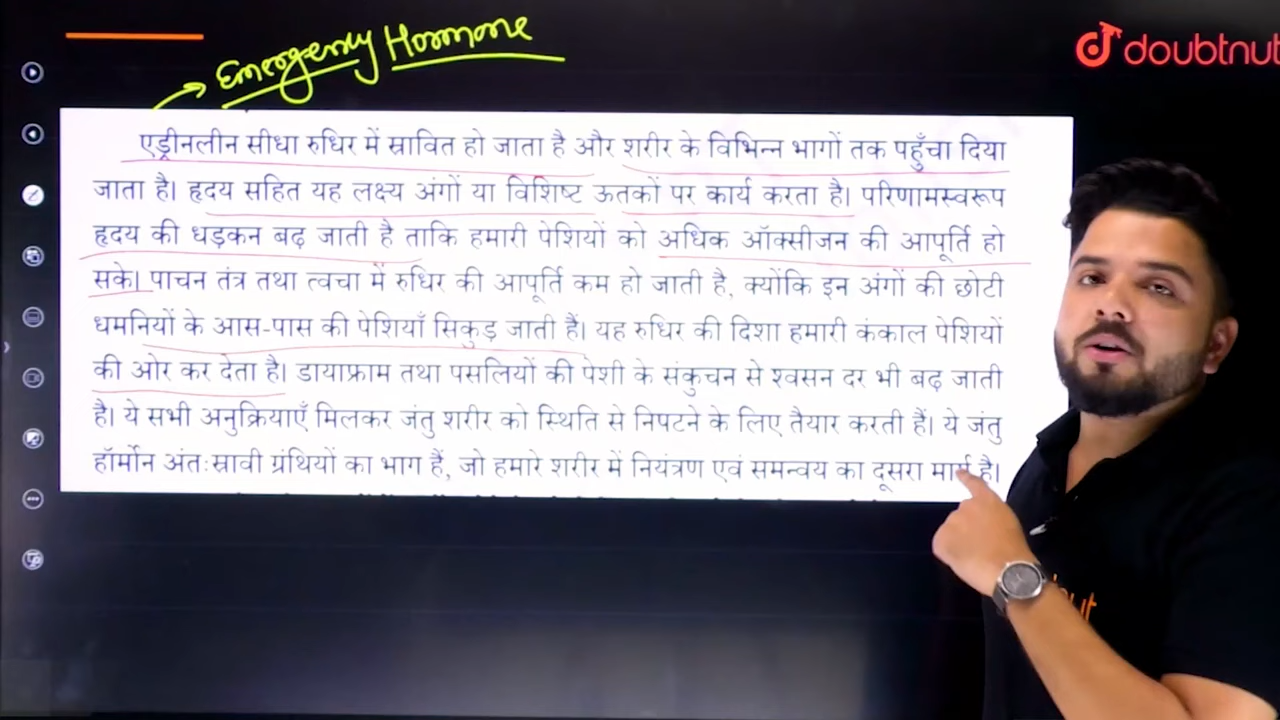 Emergency Hormone
doubtnut
एड्रीनलीन सीधा रुधिर में स्रावित हो जाता है और शरीर के विभिन्न भागों तक पहुँचा दिया
जाता है। हृदय सहित यह लक्ष्य अंगों या विशिष्ट ऊतकों पर कार्य करता है। परिणामस्वरूप
हृदय की धड़कन बढ़ जाती है ताकि हमारी पेशियों को अधिक ऑक्सीजन की आपूर्ति हो
सके। पाचन तंत्र तथा त्वचा में रुधिर की आपूर्ति कम हो जाती है, क्योंकि इन अंगों की छोटी
धमनियों के आस-पास की पेशियाँ सिकुड़ जाती हैं। यह रुधिर की दिशा हमारी कंकाल पेशियों
की ओर कर देता है। डायाफ्राम तथा पसलियों की पेशी के संकुचन से श्वसन दर भी बढ़ जाती
है। ये सभी अनुक्रियाएँ मिलकर जंतु शरीर को स्थिति से निपटने के लिए तैयार करती हैं। ये जंतु
हॉर्मोन अंतःस्रावी ग्रंथियों का भाग हैं, जो हमारे शरीर में नियंत्रण एवं समन्वय का दूसरा मार्ग है।